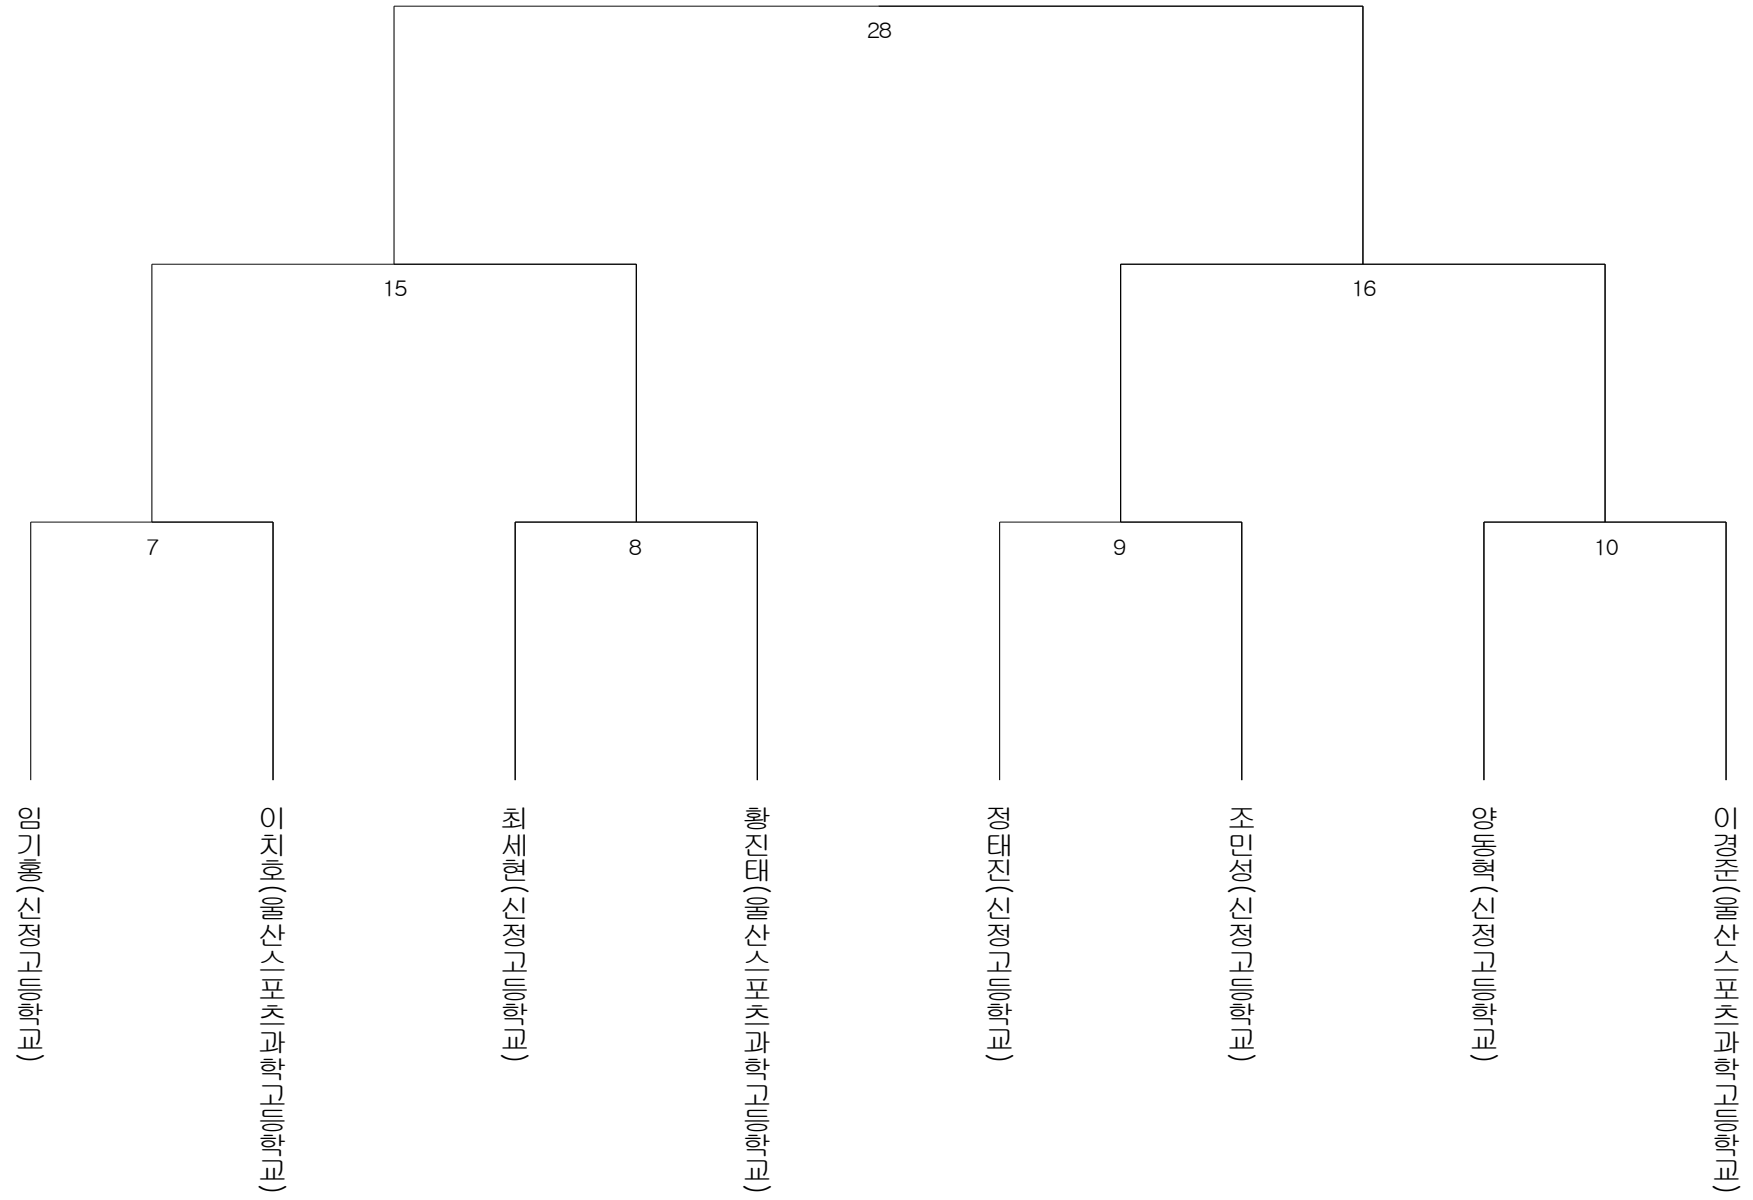 28
15
16
7
8
9
10
임기홍(신정고등학교)
이치호(울산스포츠과학고등학교)
최세현(신정고등학교)
황진태(울산스포츠과학고등학교)
정태진(신정고등학교)
조민성(신정고등학교)
양동혁(신정고등학교)
이경준(울산스포츠과학고등학교)